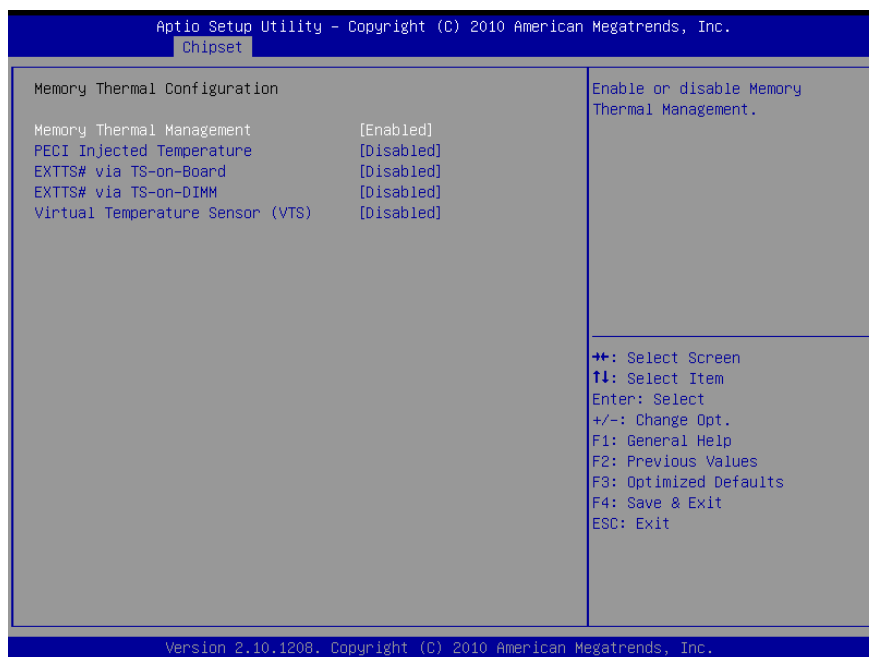 Aptio Setup Utility – Copyright (C) 2010 American Megatrends, Inc.
Chipset
Memory Thermal Configuration
Memory Thermal Management [Enabled]
PECI Injected Temperature [Disabled]
EXTTS# via TS-on-Board [Disabled]
EXTTS# via TS-on-DIMM [Disabled]
Virtual Temperature Sensor (VTS) [Disabled]
Enable or disable Memory
Thermal Management.
→←: Select Screen
↑↓: Select Item
Enter: Select
+/-: Change Opt.
F1: General Help
F2: Previous Values
F3: Optimized Defaults
F4: Save & Exit
ESC: Exit
Version 2.10.1208. Copyright (C) 2010 American Megatrends, Inc.